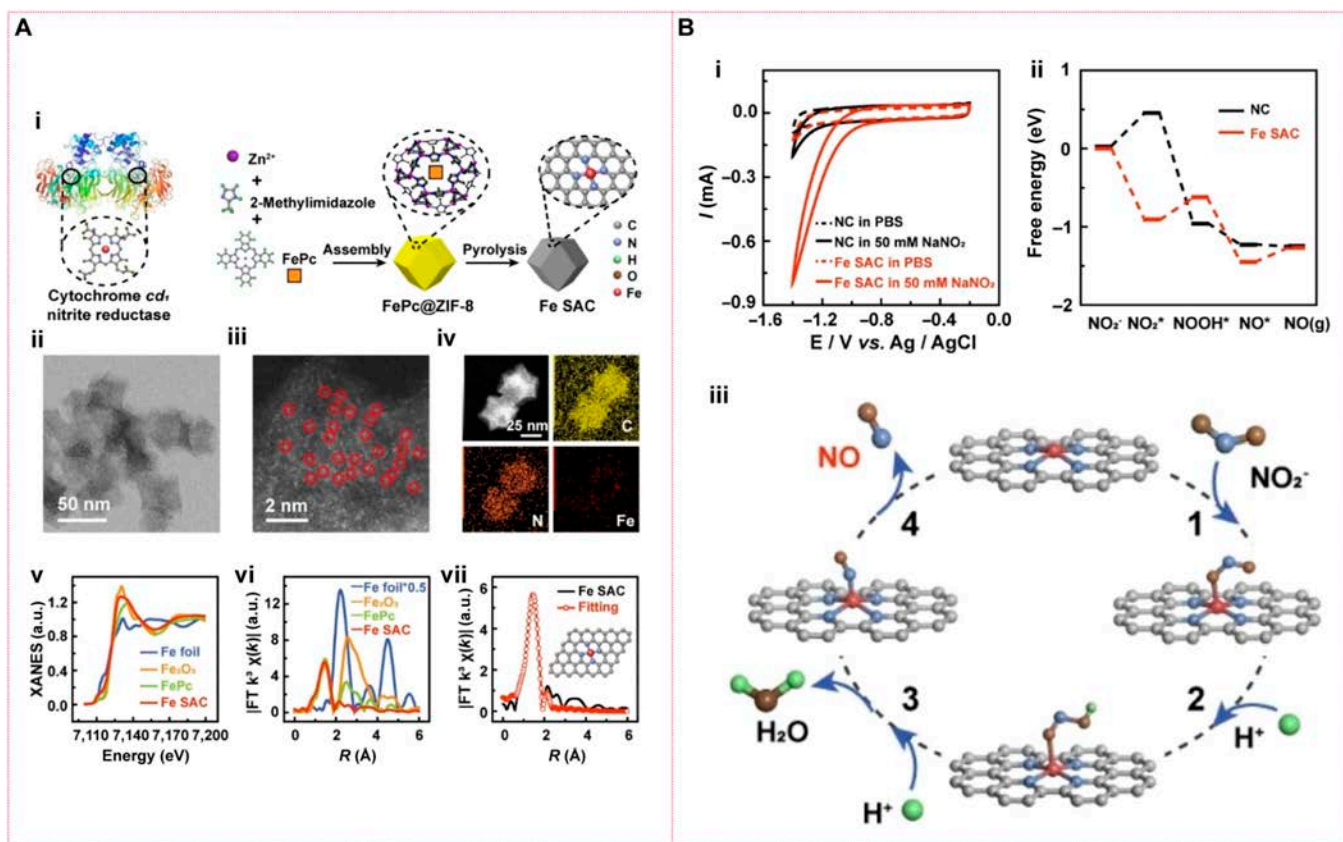 A
i
Zn²⁺
+
2-Methylimidazole
+
FePc
Assembly
Pyrolysis
FePc@ZIF-8
Fe SAC
C
N
H
O
Fe
Cytochrome cd₁
nitrite reductase
ii
50 nm
iii
2 nm
iv
25 nm
C
N
Fe
v
XANES (a.u.)
1.2
0.8
0.4
0.0
Fe foil
Fe₂O₃
FePc
Fe SAC
7,110 7,140 7,170 7,200
Energy (eV)
vi
|FT k³ χ(k)| (a.u.)
12
8
4
0
Fe foil*0.5
Fe₂O₃
FePc
Fe SAC
0 2 4 6
R (Å)
vii
|FT k³ χ(k)| (a.u.)
6
4
2
0
Fe SAC
Fitting
0 2 4 6
R (Å)
B
i
I (mA)
0.0
−0.3
−0.6
−0.9
NC in PBS
NC in 50 mM NaNO₂
Fe SAC in PBS
Fe SAC in 50 mM NaNO₂
−1.6 −1.2 −0.8 −0.4 0.0
E / V vs. Ag / AgCl
ii
Free energy (eV)
1
0
−1
−2
NC
Fe SAC
NO₂⁻ NO₂* NOOH* NO* NO(g)
iii
NO
NO₂⁻
4
1
3
2
H₂O
H⁺
H⁺